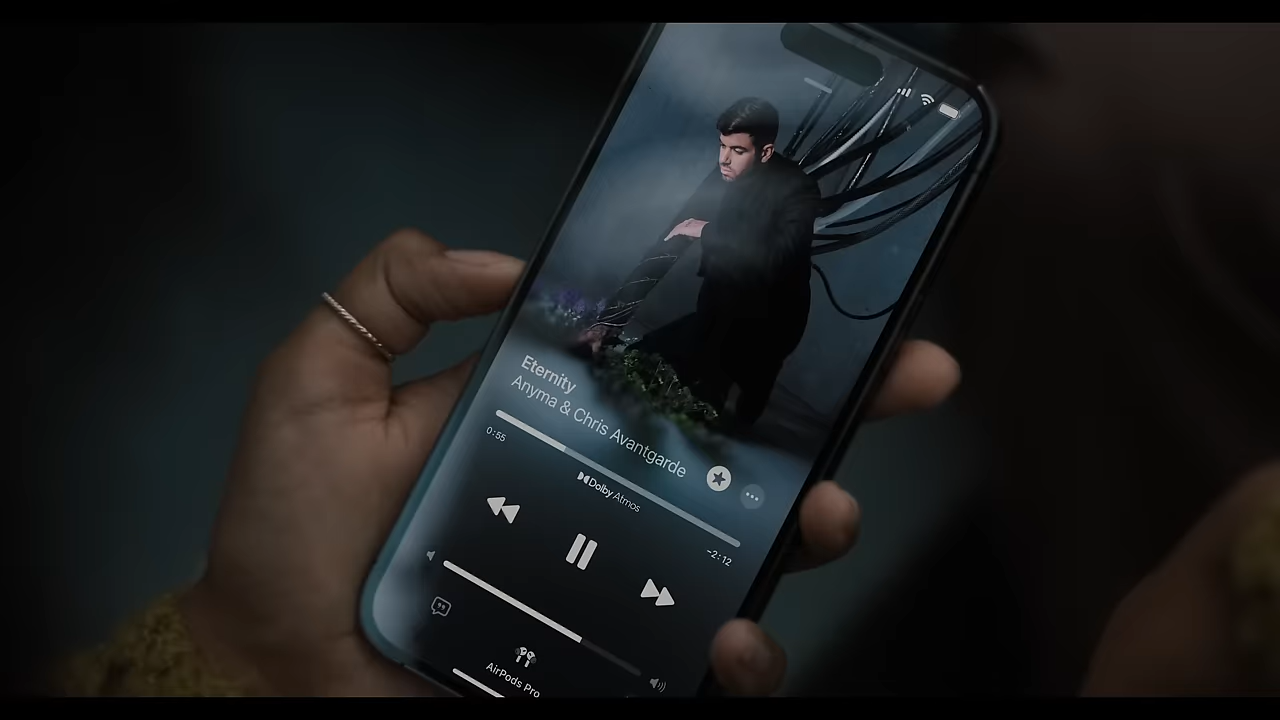 Eternity
Anyma & Chris Avantgarde
0:55
-2:12
Dolby Atmos
AirPods Pro